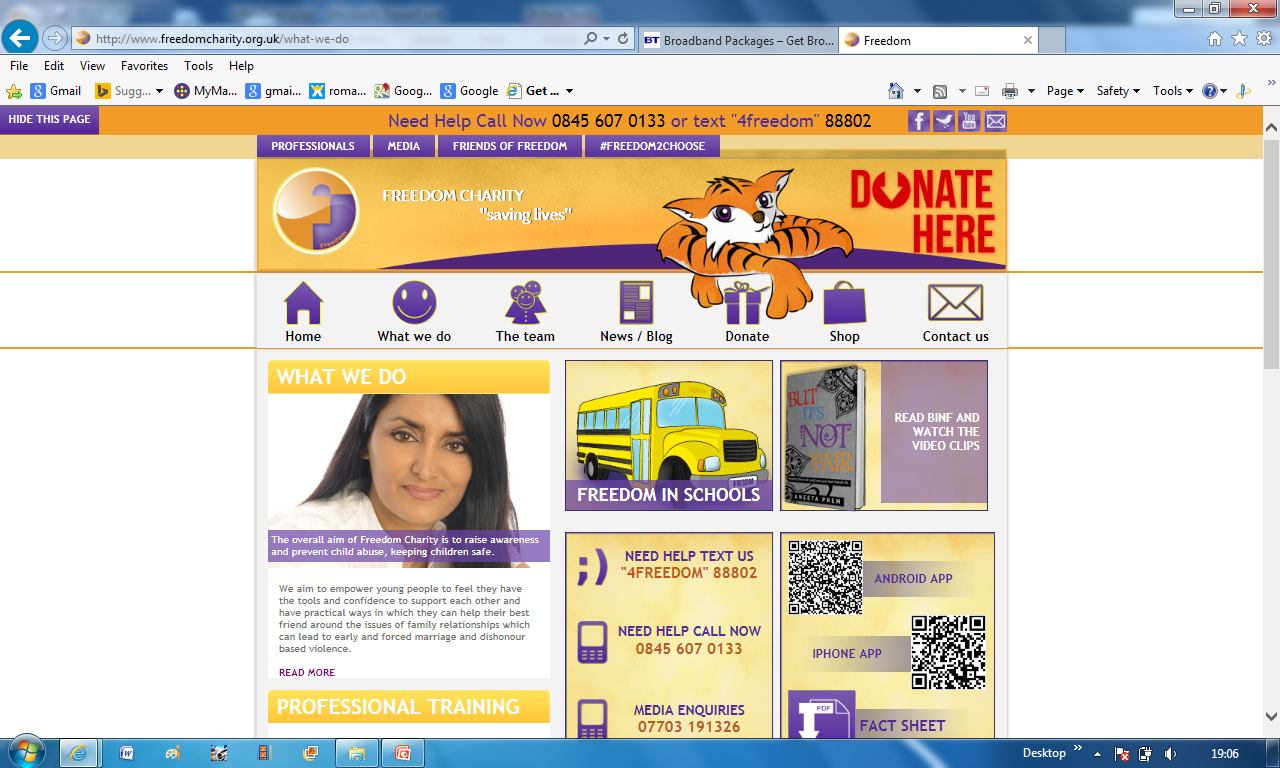 http://www.freedomcharity.org.uk/what-we-do
BT Broadband Packages – Get Bro...
Freedom
File Edit View Favorites Tools Help
Gmail Sugg... MyMa... gmai... roma... Goog... Google Get ...
Page Safety Tools
HIDE THIS PAGE
Need Help Call Now 0845 607 0133 or text "4freedom" 88802
PROFESSIONALS MEDIA FRIENDS OF FREEDOM #FREEDOM2CHOOSE
Freedom
FREEDOM CHARITY
"saving lives"
DONATE
HERE
Home What we do The team News / Blog Donate Shop Contact us
WHAT WE DO
The overall aim of Freedom Charity is to raise awareness
and prevent child abuse, keeping children safe.
We aim to empower young people to feel they have
the tools and confidence to support each other and
have practical ways in which they can help their best
friend around the issues of family relationships which
can lead to early and forced marriage and dishonour
based violence.
READ MORE
PROFESSIONAL TRAINING
FREEDOM IN SCHOOLS
BUT
IT'S
NOT
FAIR
ANEETA PREM
READ BINF AND
WATCH THE
VIDEO CLIPS
;)
NEED HELP TEXT US
"4FREEDOM" 88802
NEED HELP CALL NOW
0845 607 0133
MEDIA ENQUIRIES
07703 191326
ANDROID APP
IPHONE APP
PDF
FACT SHEET
Desktop
19:06